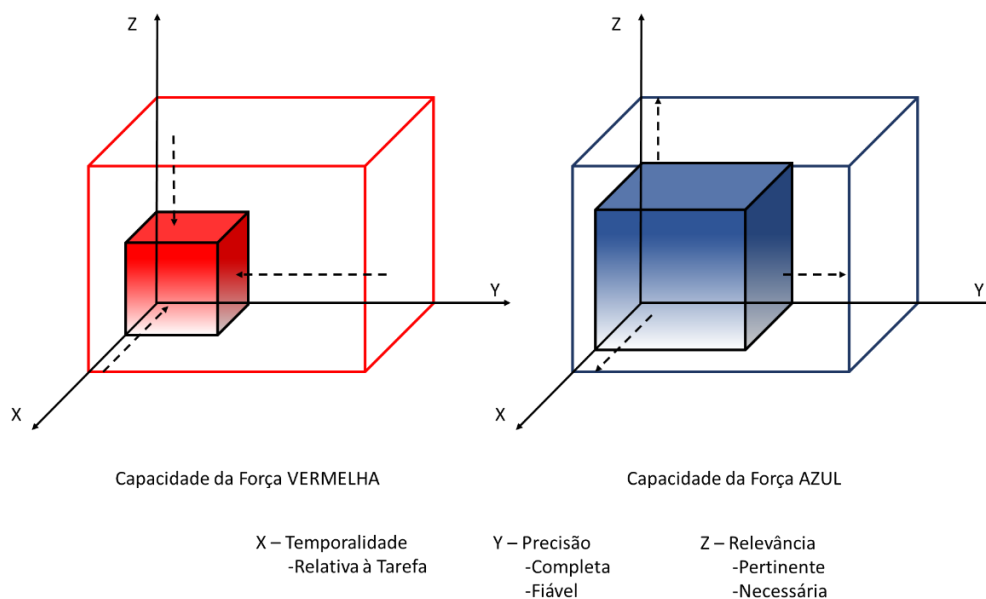 Z
Z
Y
Y
X
X
Capacidade da Força VERMELHA
Capacidade da Força AZUL
X – Temporalidade
-Relativa à Tarefa
Y – Precisão
-Completa
-Fiável
Z – Relevância
-Pertinente
-Necessária